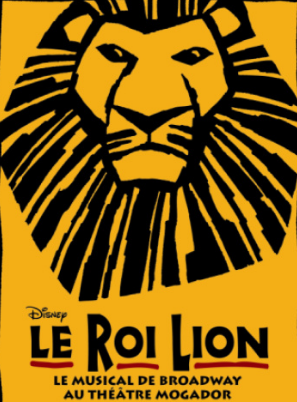 Disney
LE ROI LION
LE MUSICAL DE BROADWAY
AU THÉÂTRE MOGADOR